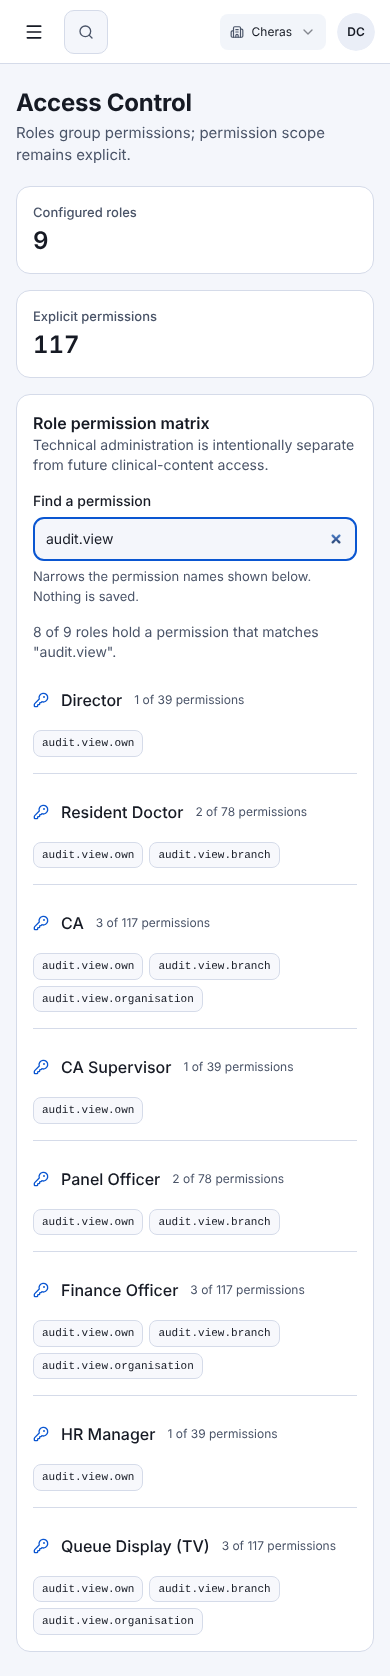 Cheras
DC
Access Control
Roles group permissions; permission scope
remains explicit.
Configured roles
9
Explicit permissions
117
Role permission matrix
Technical administration is intentionally separate
from future clinical-content access.
Find a permission
audit.view
Narrows the permission names shown below.
Nothing is saved.
8 of 9 roles hold a permission that matches
"audit.view".
Director 1 of 39 permissions
audit.view.own
Resident Doctor 2 of 78 permissions
audit.view.own audit.view.branch
CA 3 of 117 permissions
audit.view.own audit.view.branch
audit.view.organisation
CA Supervisor 1 of 39 permissions
audit.view.own
Panel Officer 2 of 78 permissions
audit.view.own audit.view.branch
Finance Officer 3 of 117 permissions
audit.view.own audit.view.branch
audit.view.organisation
HR Manager 1 of 39 permissions
audit.view.own
Queue Display (TV) 3 of 117 permissions
audit.view.own audit.view.branch
audit.view.organisation